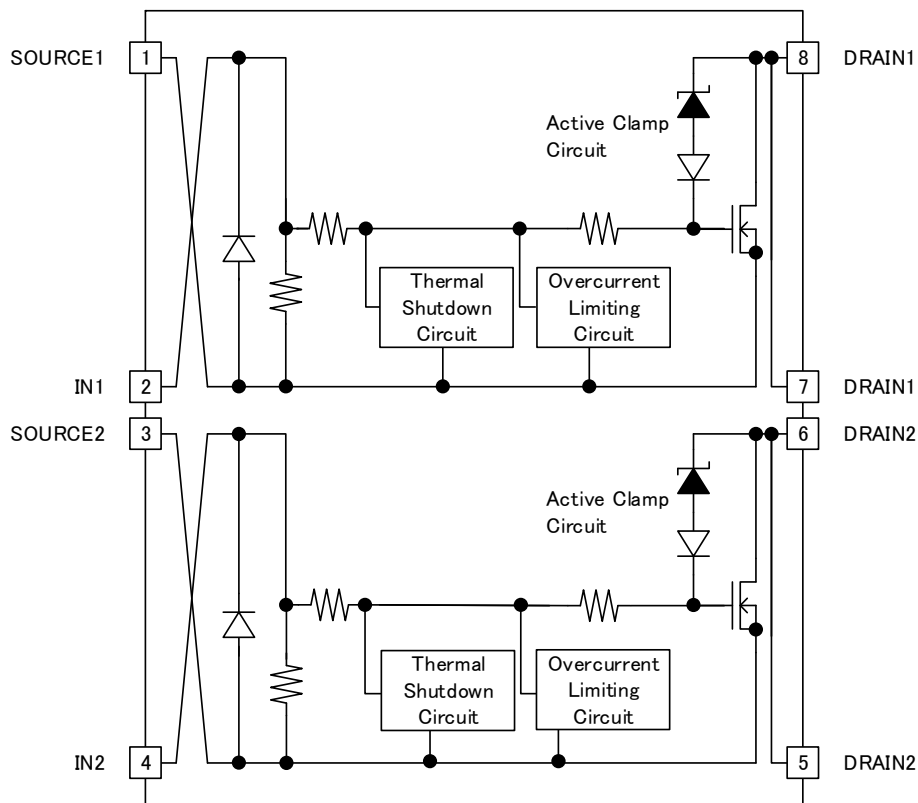 SOURCE1
1
8
DRAIN1
Active Clamp
Circuit
Thermal
Shutdown
Circuit
Overcurrent
Limiting
Circuit
IN1
2
7
DRAIN1
SOURCE2
3
6
DRAIN2
Active Clamp
Circuit
Thermal
Shutdown
Circuit
Overcurrent
Limiting
Circuit
IN2
4
5
DRAIN2